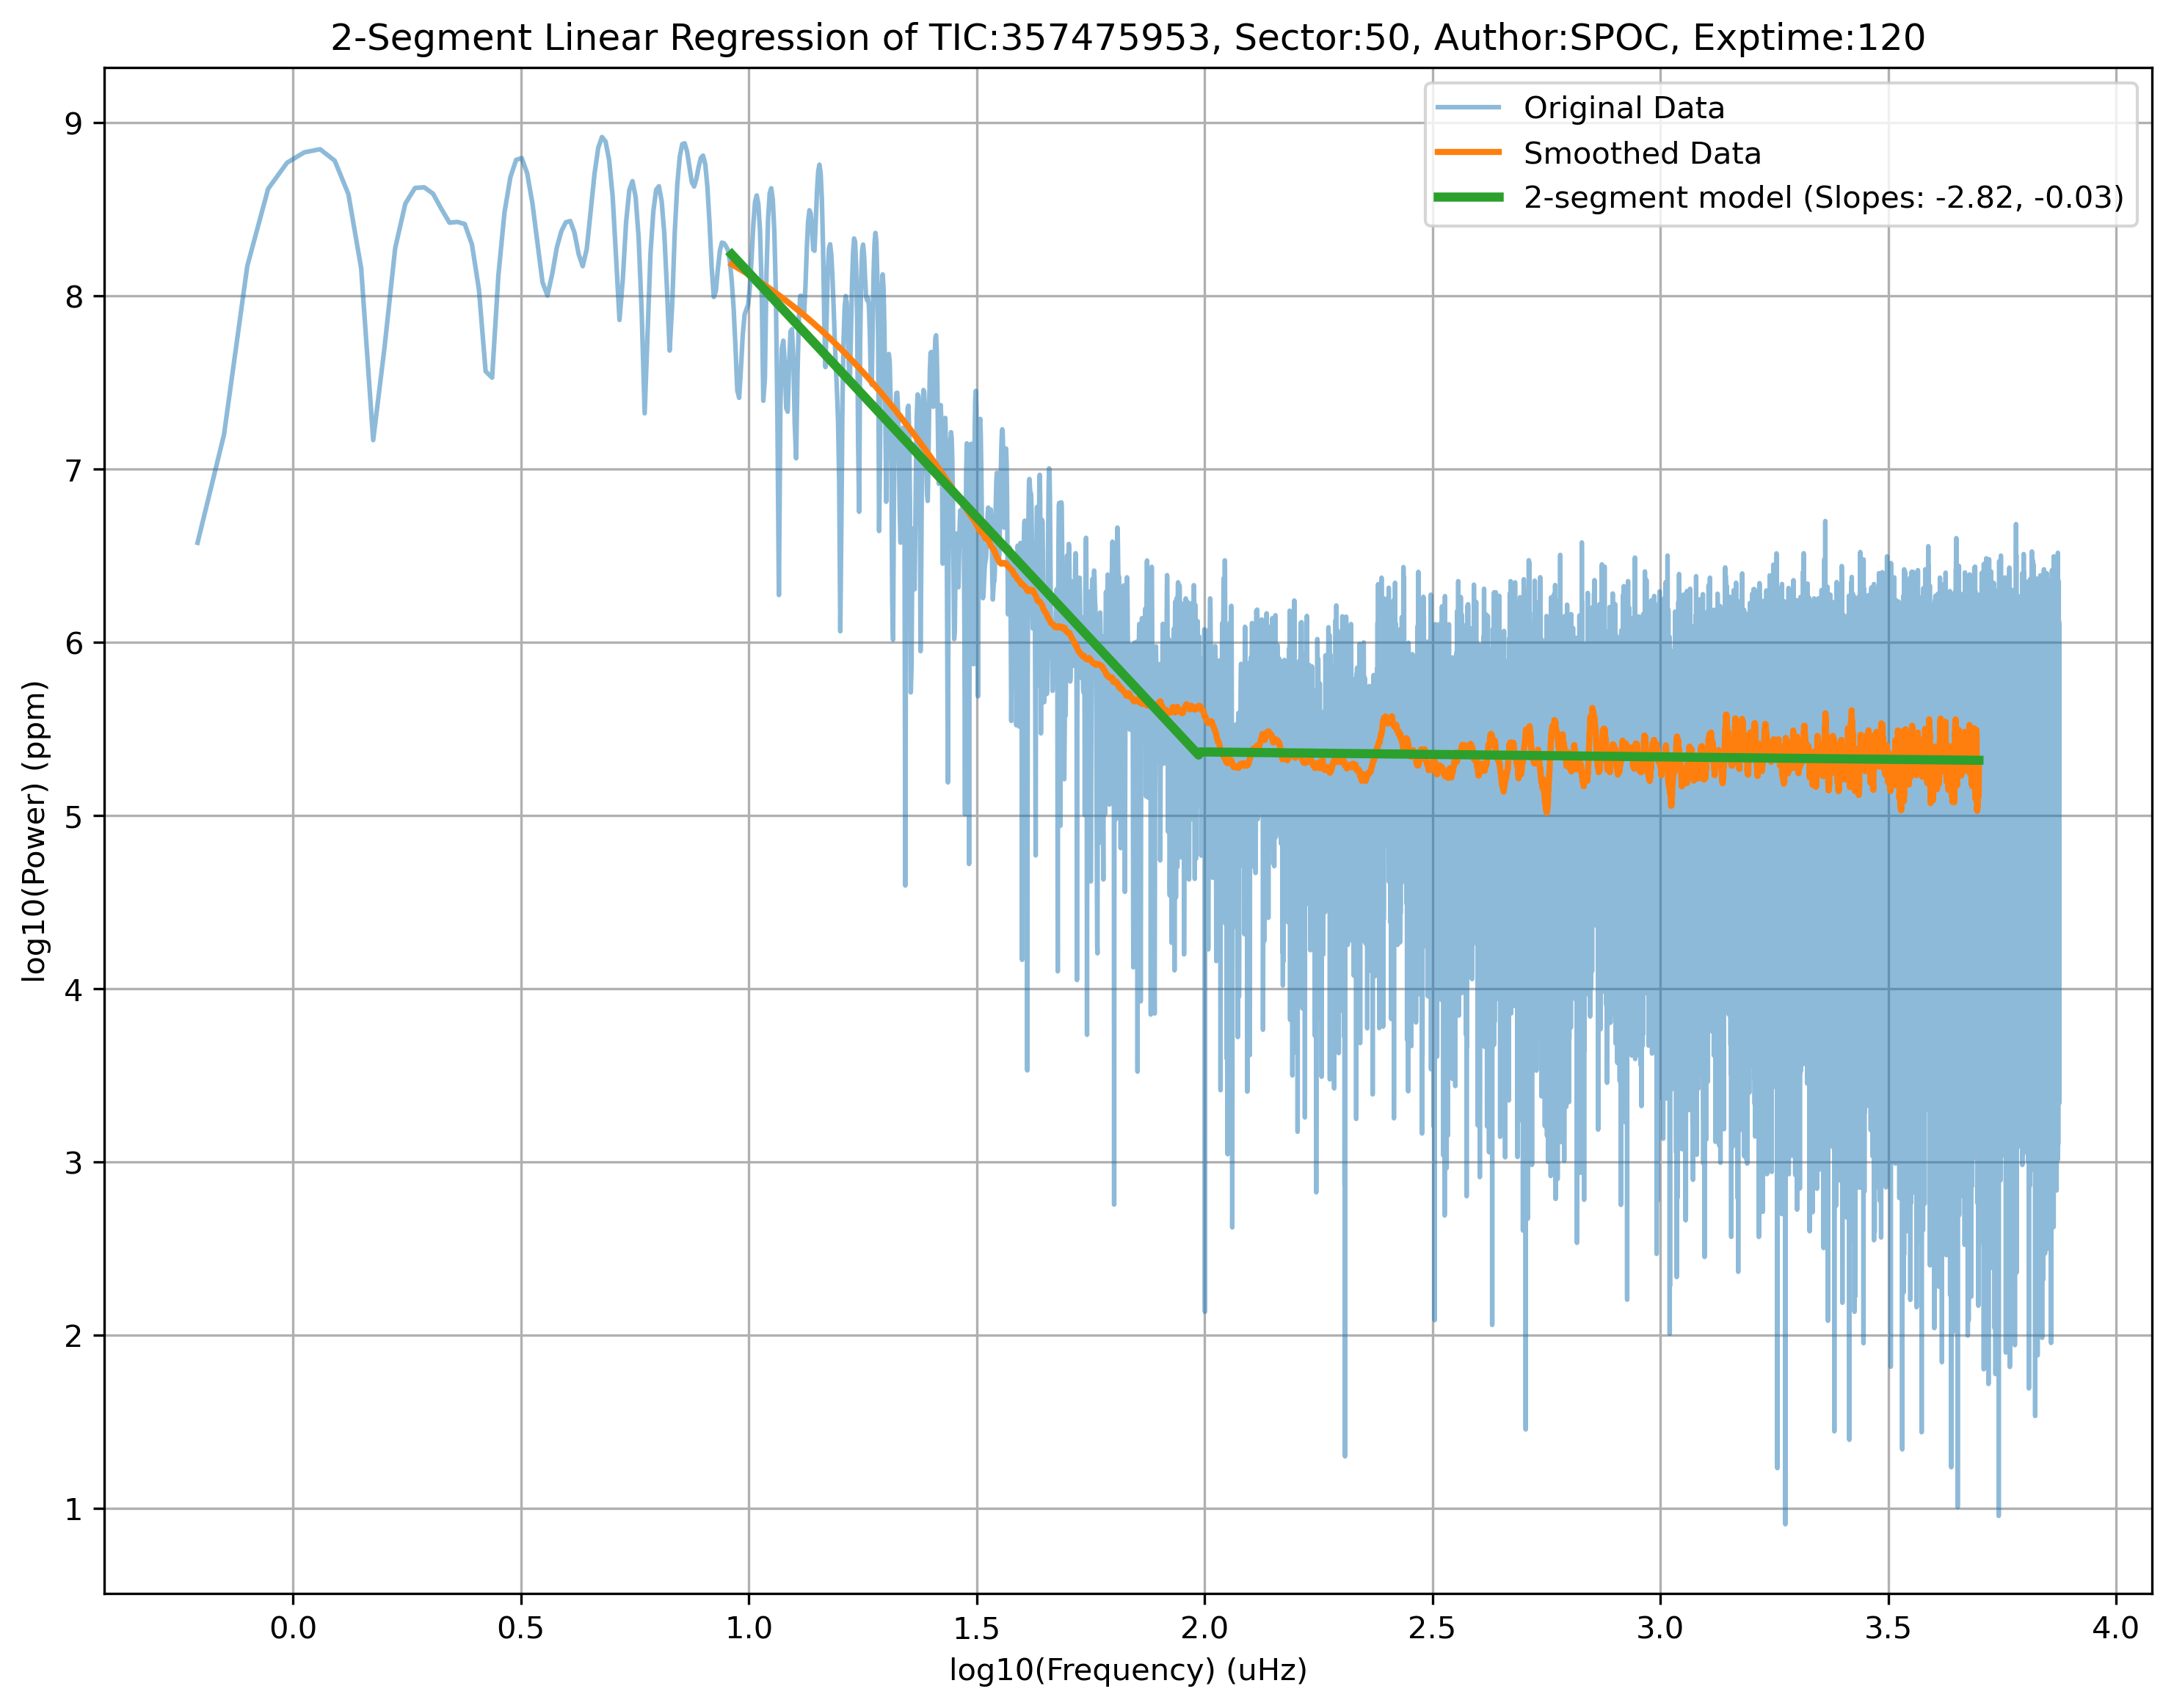 2-Segment Linear Regression of TIC:357475953, Sector:50, Author:SPOC, Exptime:120
Original Data
Smoothed Data
2-segment model (Slopes: -2.82, -0.03)
log10(Power) (ppm)
9
8
7
6
5
4
3
2
1
0.0 0.5 1.0 1.5 2.0 2.5 3.0 3.5 4.0
log10(Frequency) (uHz)